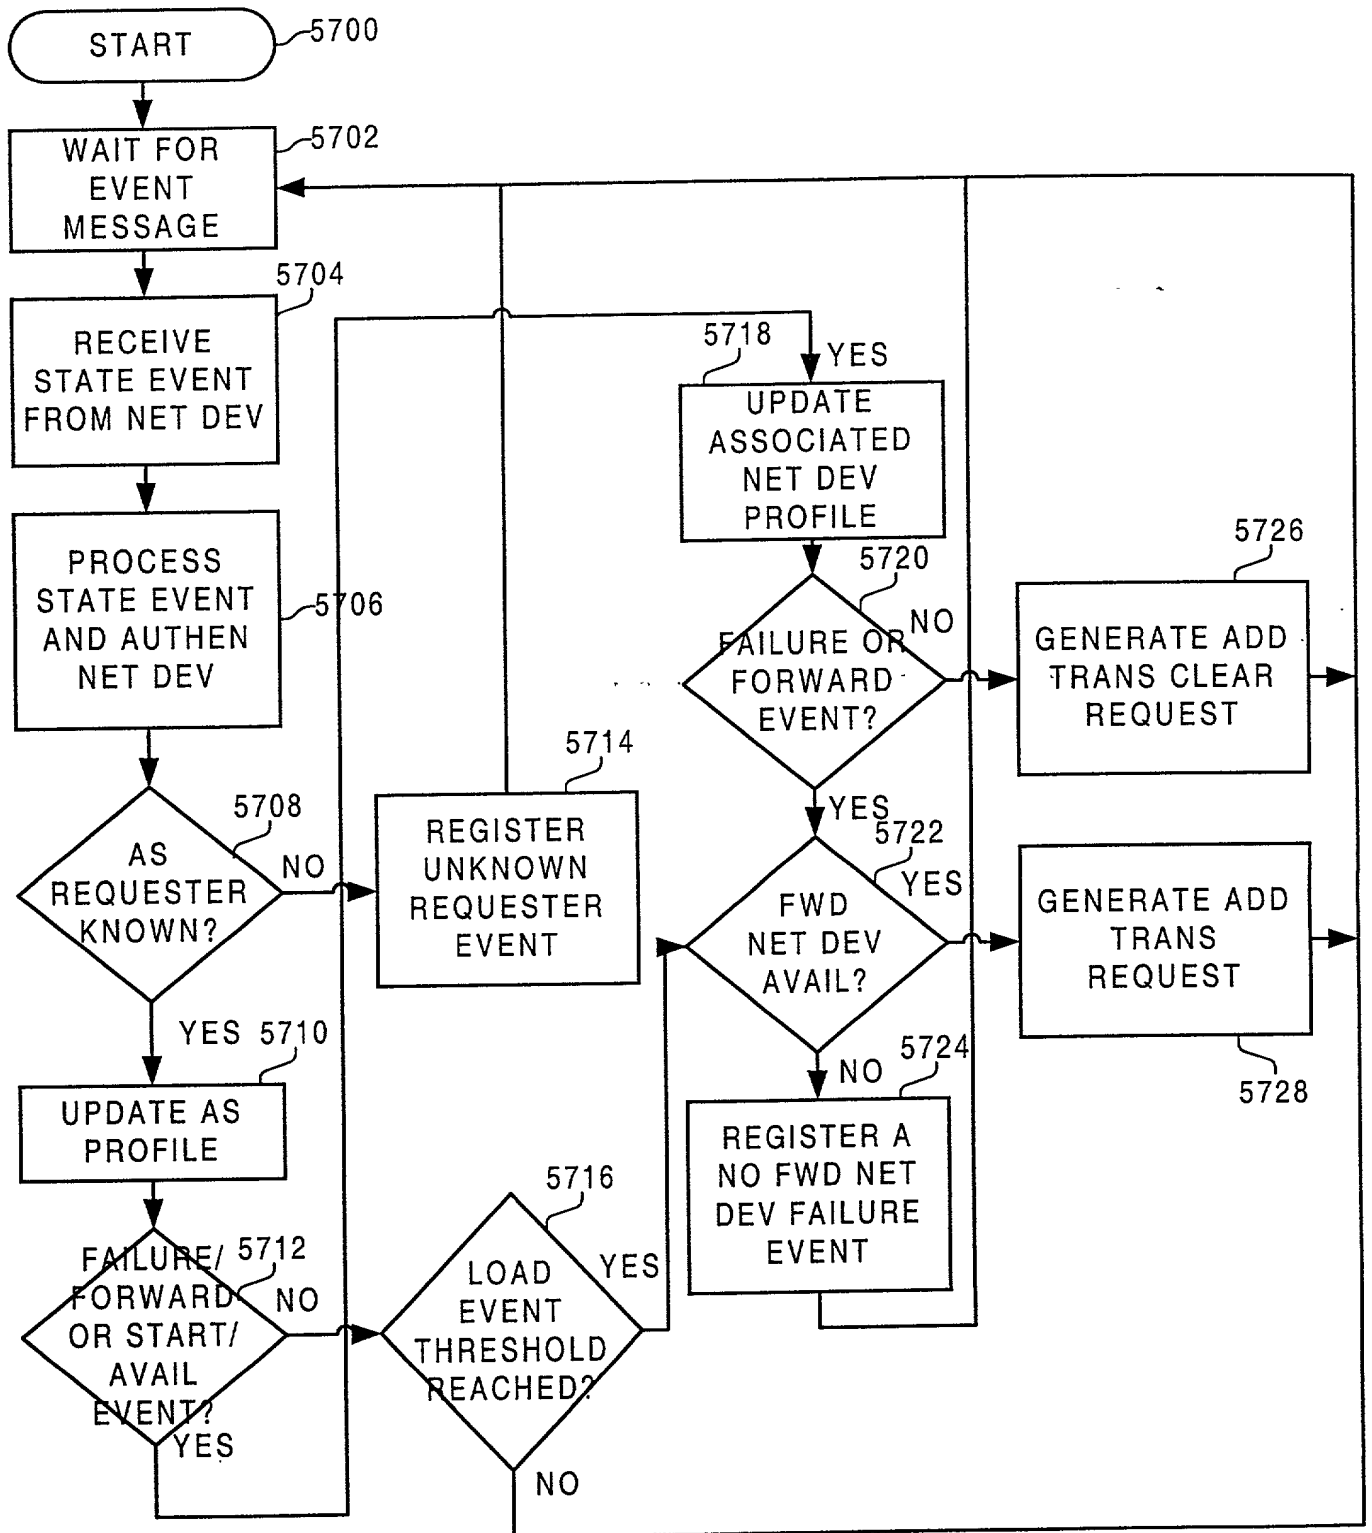 START
5700
WAIT FOR
EVENT
MESSAGE
5702
5704
RECEIVE
STATE EVENT
FROM NET DEV
PROCESS
STATE EVENT
AND AUTHEN
NET DEV
5706
5708
AS
REQUESTER
KNOWN?
NO
YES
5710
UPDATE AS
PROFILE
FAILURE/
FORWARD
OR START/
AVAIL
EVENT?
5712
NO
YES
5714
REGISTER
UNKNOWN
REQUESTER
EVENT
5716
LOAD
EVENT
THRESHOLD
REACHED?
YES
NO
5718
YES
UPDATE
ASSOCIATED
NET DEV
PROFILE
5720
FAILURE OR
FORWARD
EVENT?
NO
YES
5722
FWD
NET DEV
AVAIL?
YES
NO
5724
REGISTER A
NO FWD NET
DEV FAILURE
EVENT
5726
GENERATE ADD
TRANS CLEAR
REQUEST
GENERATE ADD
TRANS
REQUEST
5728